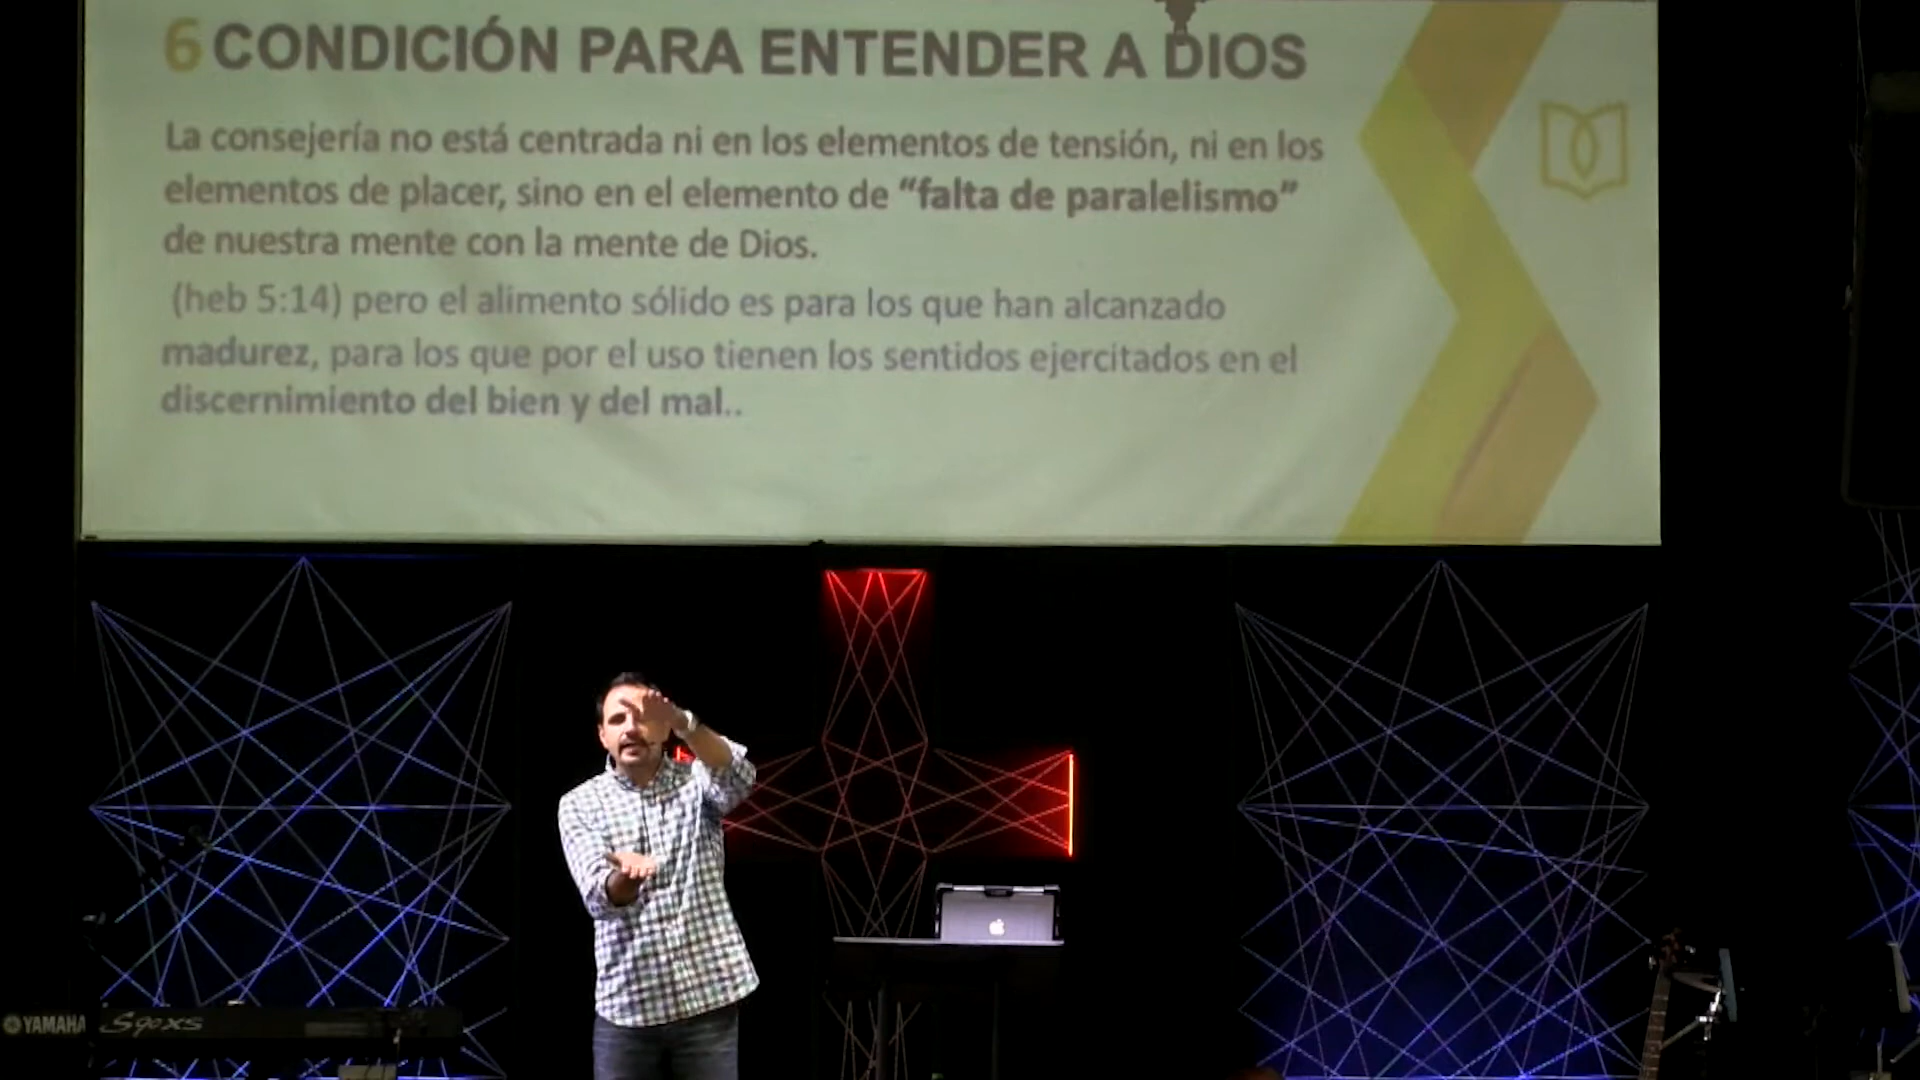 6 CONDICIÓN PARA ENTENDER A DIOS
La consejería no está centrada ni en los elementos de tensión, ni en los
elementos de placer, sino en el elemento de “falta de paralelismo”
de nuestra mente con la mente de Dios.
(heb 5:14) pero el alimento sólido es para los que han alcanzado
madurez, para los que por el uso tienen los sentidos ejercitados en el
discernimiento del bien y del mal..
YAMAHA S90XS